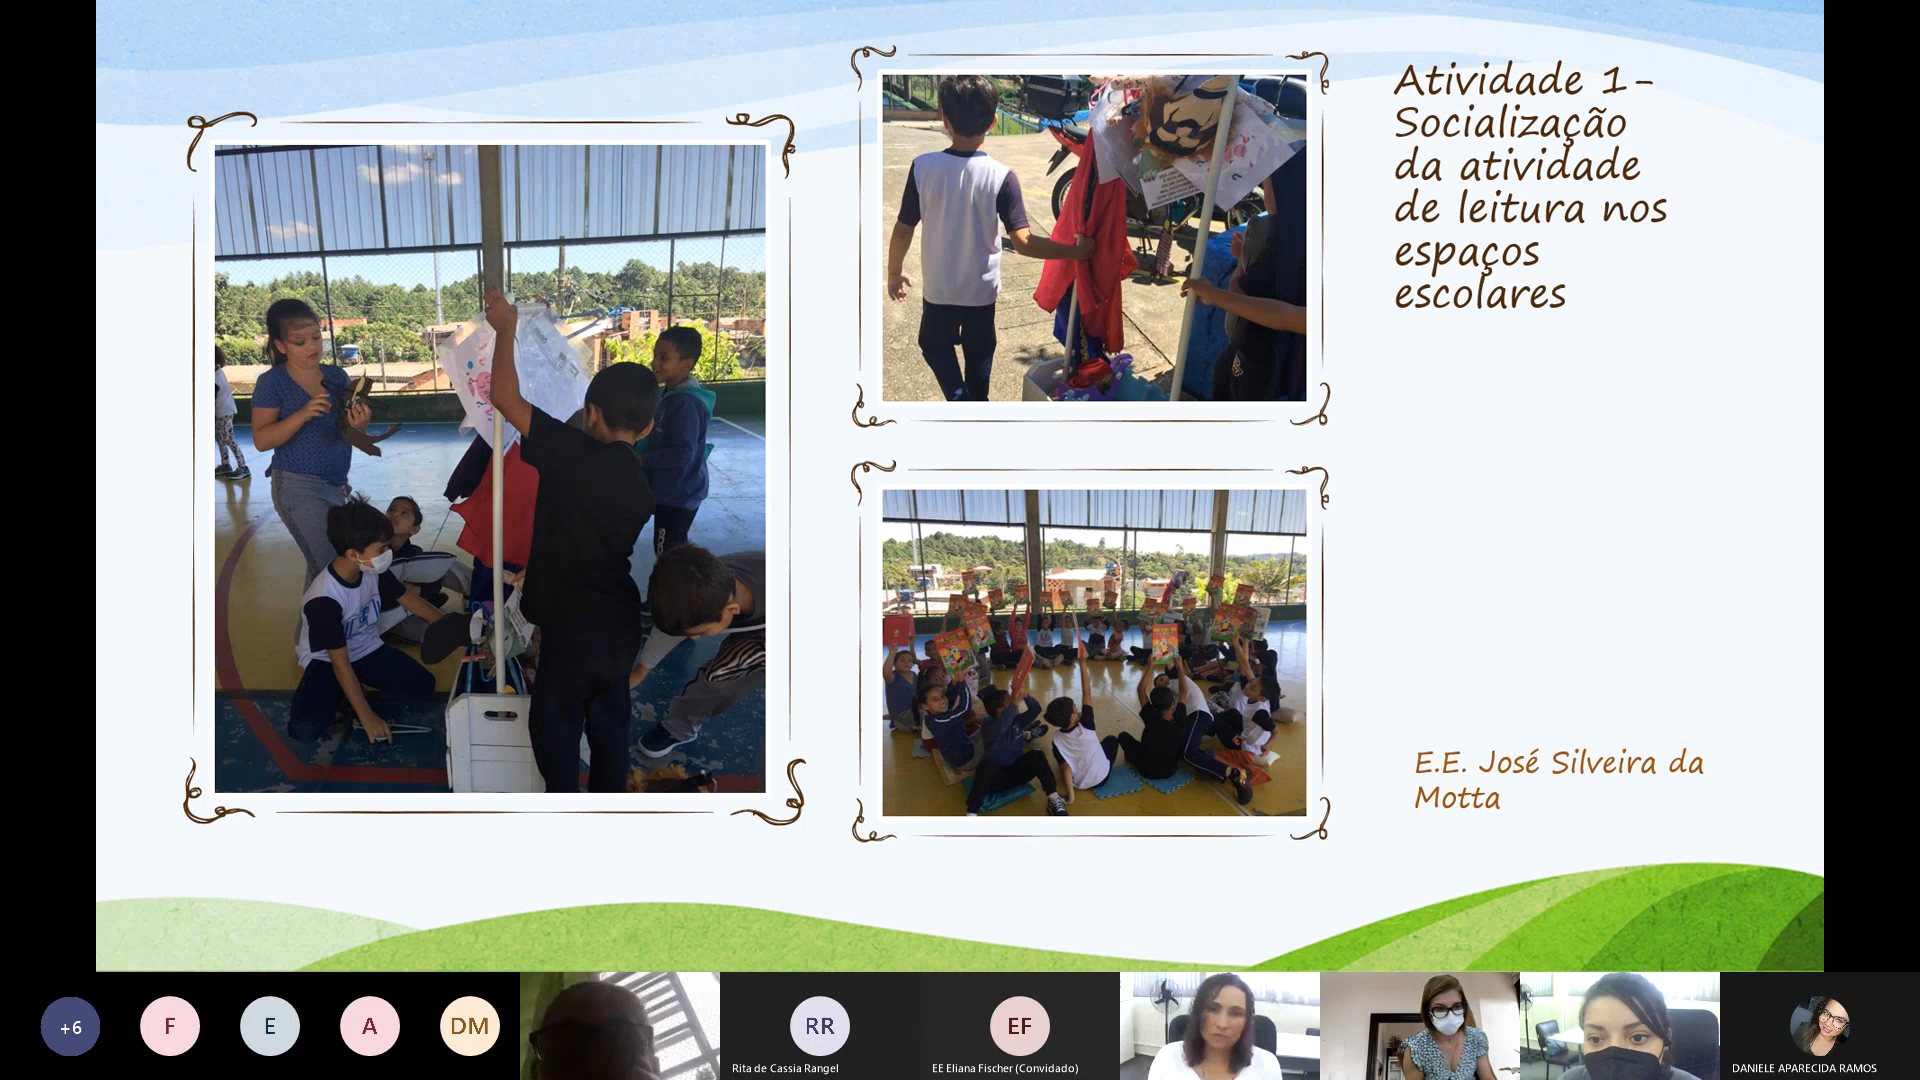 Atividade 1-
Socialização
da atividade
de leitura nos
espaços
escolares
E.E. José Silveira da
Motta
+6
F
E
A
DM
RR
Rita de Cassia Rangel
EF
EE Eliana Fischer (Convidado)
DANIELE APARECIDA RAMOS